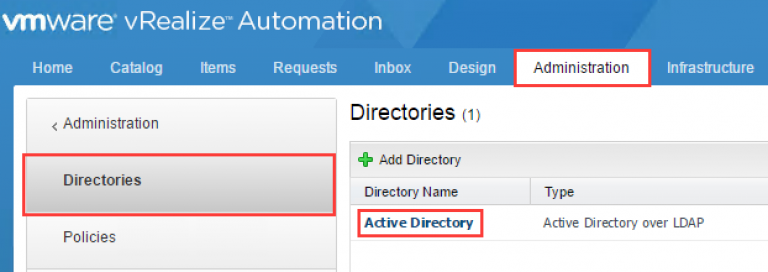 vmware® vRealize™ Automation
Home Catalog Items Requests Inbox Design Administration Infrastructure
‹ Administration
Directories
Policies
Directories (1)
Add Directory
Directory Name Type
Active Directory Active Directory over LDAP